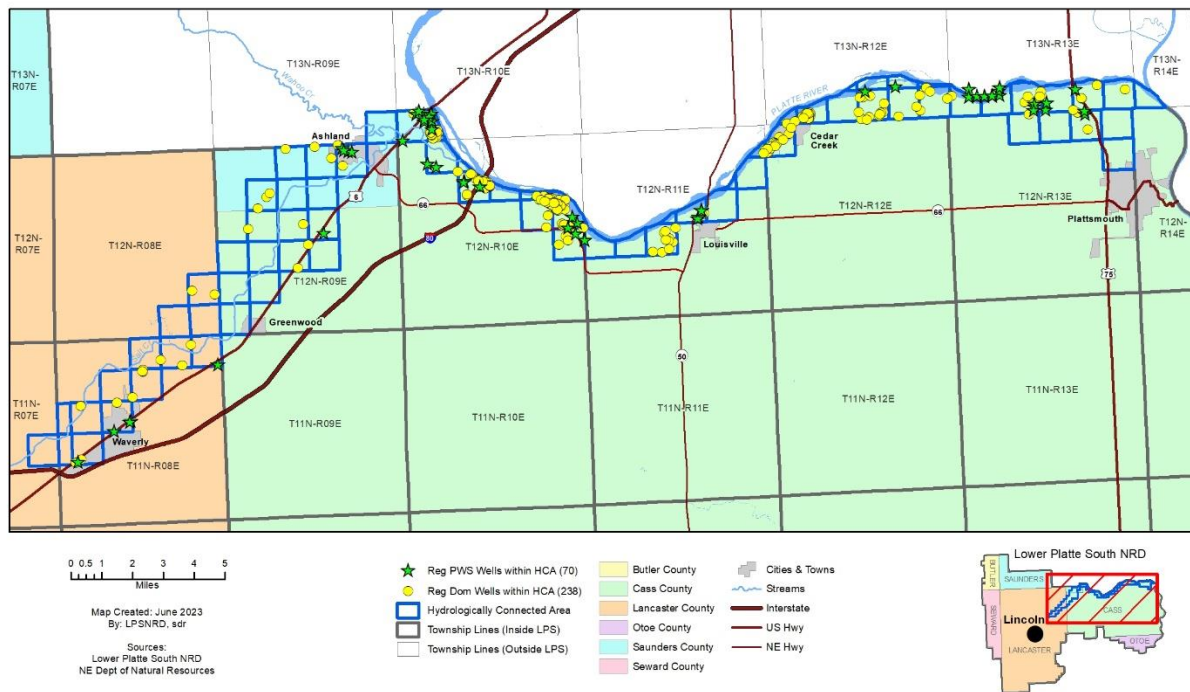 T13N-
R07E
T13N-R09E
Wahoo Cr
T13N-R10E
T13N-R12E
T13N-R13E
T13N-
R14E
PLATTE RIVER
Ashland
Cedar
Creek
6
66
T12N-R11E
T12N-R12E
T12N-R13E
Plattsmouth
T12N-
R14E
T12N-
R07E
T12N-R08E
80
T12N-R10E
Louisville
66
T12N-R09E
75
Greenwood
50
T11N-
R07E
T11N-R09E
T11N-R10E
T11N-R11E
T11N-R12E
T11N-R13E
Waverly
T11N-R08E
0 0.5 1 2 3 4 5
Miles
Map Created: June 2023
By: LPSNRD, sdr
Sources:
Lower Platte South NRD
NE Dept of Natural Resources
Reg PWS Wells within HCA (70)
Reg Dom Wells within HCA (238)
Hydrologically Connected Area
Township Lines (Inside LPS)
Township Lines (Outside LPS)
Butler County
Cass County
Lancaster County
Otoe County
Saunders County
Seward County
Cities & Towns
Streams
Interstate
US Hwy
NE Hwy
Lower Platte South NRD
BUTLER
SAUNDERS
SEWARD
CASS
Lincoln
LANCASTER
OTOE